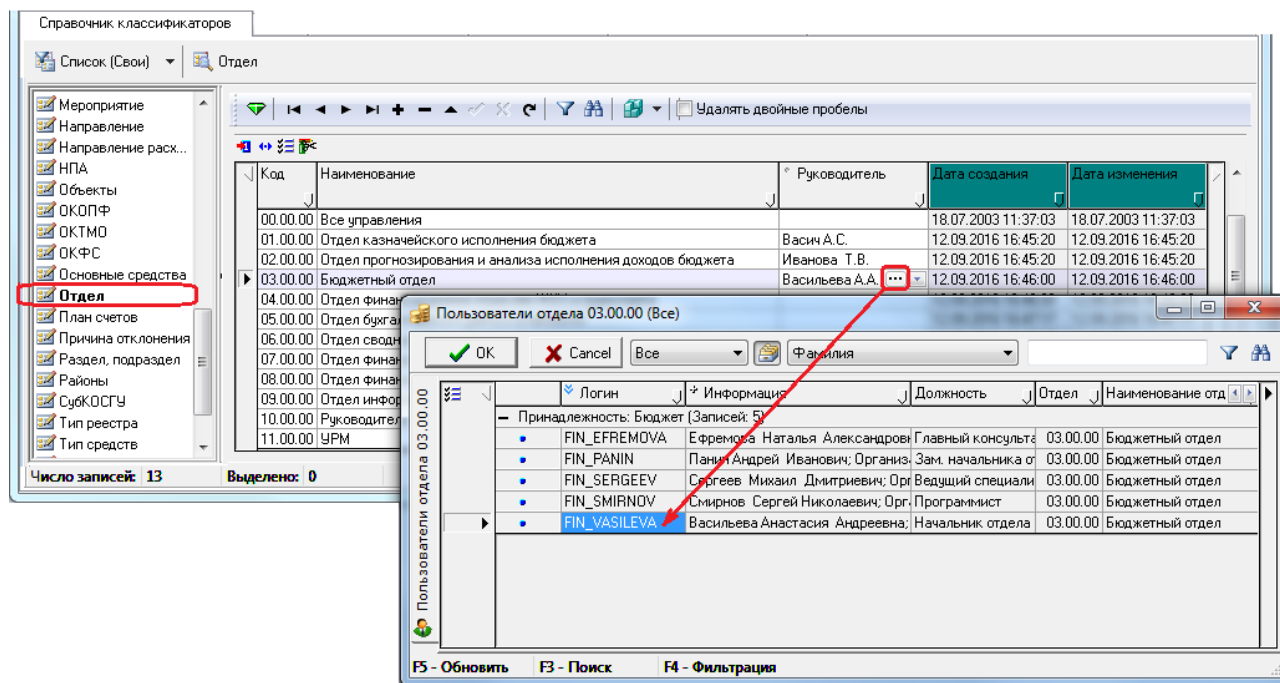 Справочник классификаторов
Список (Свои) Отдел
Мероприятие
Направление
Направление расх...
НПА
Объекты
ОКОПФ
ОКТМО
ОКФС
Основные средства
Отдел
План счетов
Причина отклонения
Раздел, подраздел
Районы
СубКОСГУ
Тип реестра
Тип средств
Удалять двойные пробелы
Код Наименование Руководитель Дата создания Дата изменения
00.00.00 Все управления 18.07.2003 11:37:03 18.07.2003 11:37:03
01.00.00 Отдел казначейского исполнения бюджета Васич А.С. 12.09.2016 16:45:20 12.09.2016 16:45:20
02.00.00 Отдел прогнозирования и анализа исполнения доходов бюджета Иванова Т.В. 12.09.2016 16:45:20 12.09.2016 16:45:20
03.00.00 Бюджетный отдел Васильева А.А. 12.09.2016 16:46:00 12.09.2016 16:46:00
04.00.00 Отдел финан
05.00.00 Отдел бухга
06.00.00 Отдел сводн
07.00.00 Отдел финан
08.00.00 Отдел финан
09.00.00 Отдел инфор
10.00.00 Руководител
11.00.00 УРМ
Число записей: 13 Выделено: 0
Пользователи отдела 03.00.00 (Все)
OK Cancel Все Фамилия
Пользователи отдела 03.00.00
Логин Информация Должность Отдел Наименование отд
Принадлежность: Бюджет (Записей: 5)
FIN_EFREMOVA Ефремова Наталья Александровн Главный консульта 03.00.00 Бюджетный отдел
FIN_PANIN Панин Андрей Иванович; Организ. Зам. начальника о 03.00.00 Бюджетный отдел
FIN_SERGEEV Сергеев Михаил Дмитриевич; Орг Ведущий специали 03.00.00 Бюджетный отдел
FIN_SMIRNOV Смирнов Сергей Николаевич; Орг. Программист 03.00.00 Бюджетный отдел
FIN_VASILEVA Васильева Анастасия Андреевна; Начальник отдела 03.00.00 Бюджетный отдел
F5 - Обновить F3 - Поиск F4 - Фильтрация